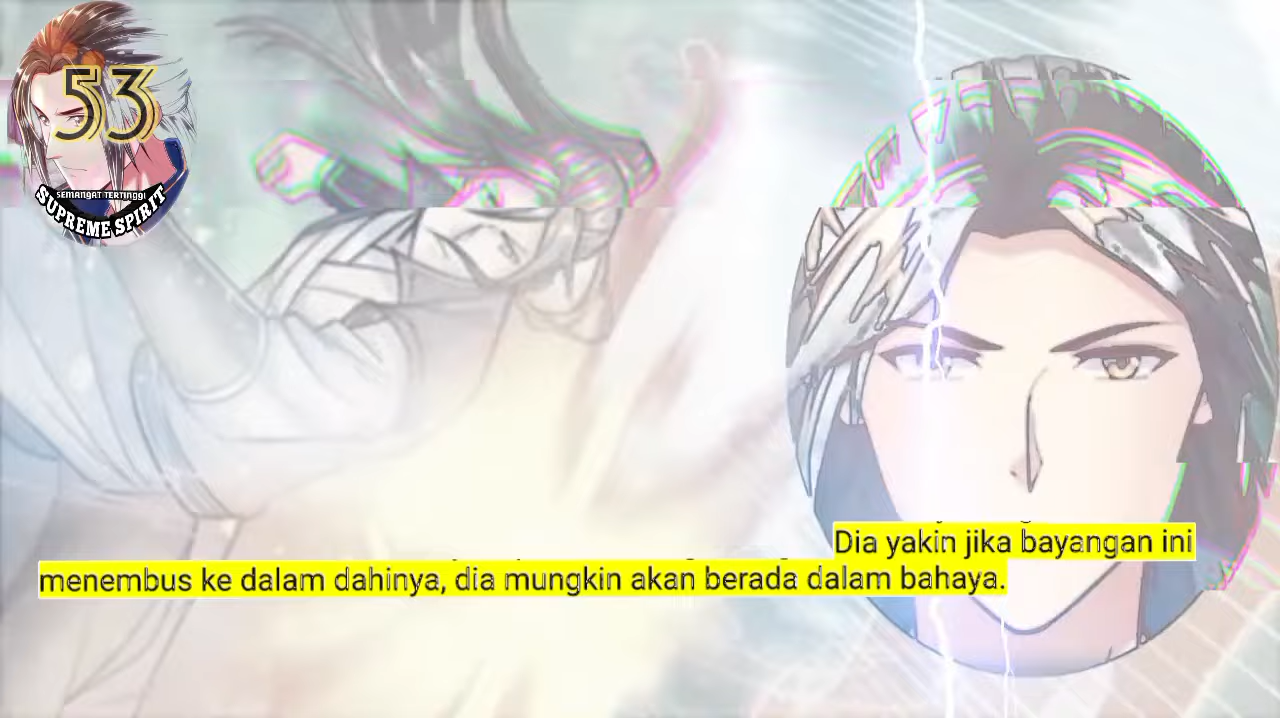 53
SEMANGAT TERTINGGI
SUPREME SPIRIT
Dia yakin jika bayangan ini
menembus ke dalam dahinya, dia mungkin akan berada dalam bahaya.